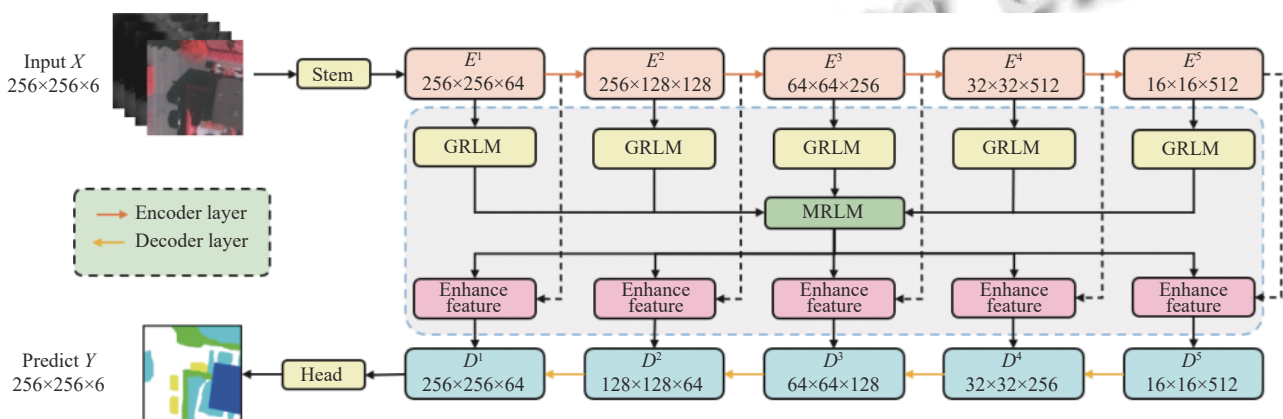 Input X
256×256×6
Stem
E¹
256×256×64
E²
256×128×128
E³
64×64×256
E⁴
32×32×512
E⁵
16×16×512
GRLM
GRLM
GRLM
GRLM
GRLM
MRLM
Encoder layer
Decoder layer
Enhance
feature
Enhance
feature
Enhance
feature
Enhance
feature
Enhance
feature
Predict Y
256×256×6
Head
D¹
256×256×64
D²
128×128×64
D³
64×64×128
D⁴
32×32×256
D⁵
16×16×512